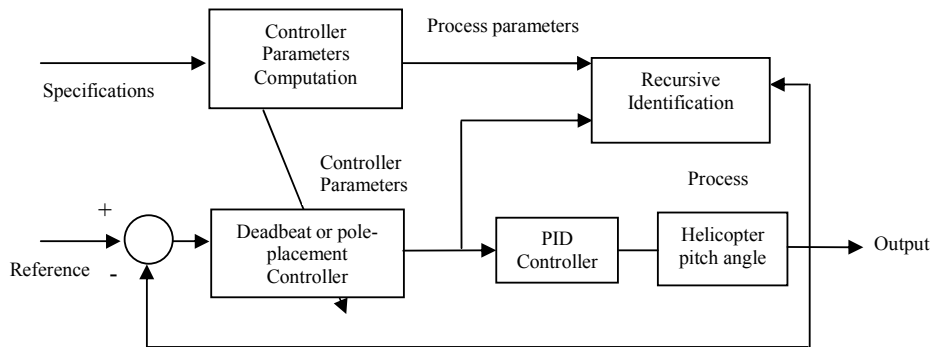 Controller
Parameters
Computation
Process parameters
Recursive
Identification
Specifications
Controller
Parameters
Process
+
Deadbeat or pole-
placement
Controller
PID
Controller
Helicopter
pitch angle
Output
Reference
-